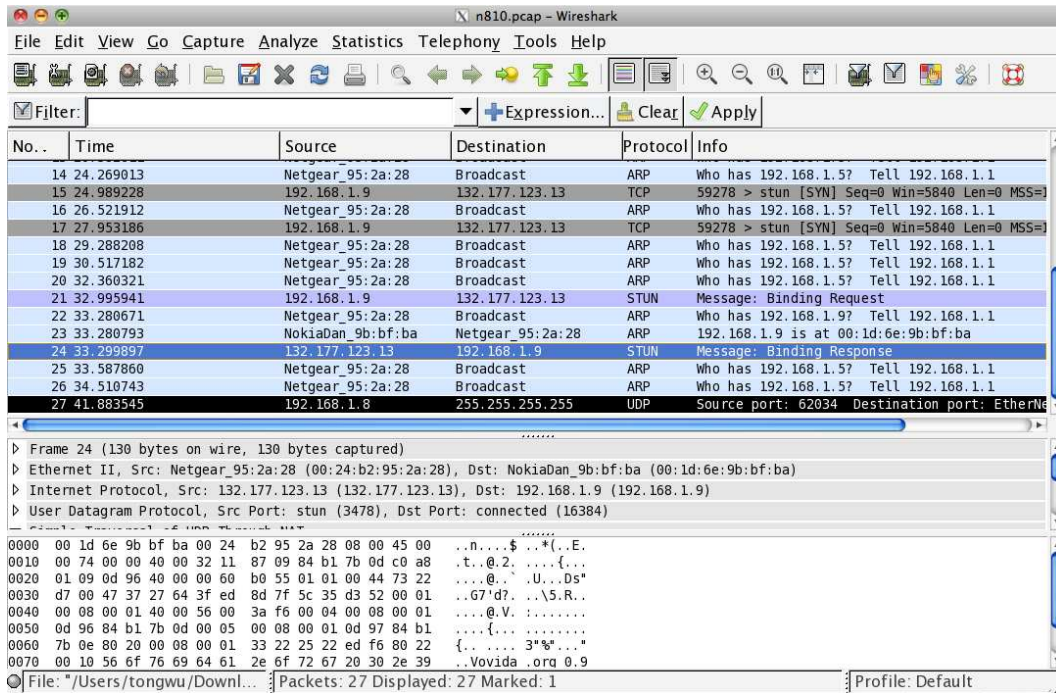 n810.pcap – Wireshark
File Edit View Go Capture Analyze Statistics Telephony Tools Help
Filter: Expression... Clear Apply
No.. Time Source Destination Protocol Info
14 24.269013 Netgear_95:2a:28 Broadcast ARP Who has 192.168.1.5? Tell 192.168.1.1
15 24.989228 192.168.1.9 132.177.123.13 TCP 59278 > stun [SYN] Seq=0 Win=5840 Len=0 MSS=1
16 26.521912 Netgear_95:2a:28 Broadcast ARP Who has 192.168.1.5? Tell 192.168.1.1
17 27.953186 192.168.1.9 132.177.123.13 TCP 59278 > stun [SYN] Seq=0 Win=5840 Len=0 MSS=1
18 29.288208 Netgear_95:2a:28 Broadcast ARP Who has 192.168.1.5? Tell 192.168.1.1
19 30.517182 Netgear_95:2a:28 Broadcast ARP Who has 192.168.1.5? Tell 192.168.1.1
20 32.360321 Netgear_95:2a:28 Broadcast ARP Who has 192.168.1.5? Tell 192.168.1.1
21 32.995941 192.168.1.9 132.177.123.13 STUN Message: Binding Request
22 33.280671 Netgear_95:2a:28 Broadcast ARP Who has 192.168.1.9? Tell 192.168.1.1
23 33.280793 NokiaDan_9b:bf:ba Netgear_95:2a:28 ARP 192.168.1.9 is at 00:1d:6e:9b:bf:ba
24 33.299897 132.177.123.13 192.168.1.9 STUN Message: Binding Response
25 33.587860 Netgear_95:2a:28 Broadcast ARP Who has 192.168.1.5? Tell 192.168.1.1
26 34.510743 Netgear_95:2a:28 Broadcast ARP Who has 192.168.1.5? Tell 192.168.1.1
27 41.883545 192.168.1.8 255.255.255.255 UDP Source port: 62034 Destination port: EtherNe
Frame 24 (130 bytes on wire, 130 bytes captured)
Ethernet II, Src: Netgear_95:2a:28 (00:24:b2:95:2a:28), Dst: NokiaDan_9b:bf:ba (00:1d:6e:9b:bf:ba)
Internet Protocol, Src: 132.177.123.13 (132.177.123.13), Dst: 192.168.1.9 (192.168.1.9)
User Datagram Protocol, Src Port: stun (3478), Dst Port: connected (16384)
0000 00 1d 6e 9b bf ba 00 24 b2 95 2a 28 08 00 45 00 ..n....$ ..*(..E.
0010 00 74 00 00 40 00 32 11 87 09 84 b1 7b 0d c0 a8 .t..@.2. ....{...
0020 01 09 0d 96 40 00 00 60 b0 55 01 01 00 44 73 22 ....@..` .U...Ds"
0030 d7 00 47 37 27 64 3f ed 8d 7f 5c 35 d3 52 00 01 ..G7'd?. ..\5.R..
0040 00 08 00 01 40 00 56 00 3a f6 00 04 00 08 00 01 ....@.V. :.......
0050 0d 96 84 b1 7b 0d 00 05 00 08 00 01 0d 97 84 b1 ....{... ........
0060 7b 0e 80 20 00 08 00 01 33 22 25 22 ed f6 80 22 {.. .... 3"%"..."
0070 00 10 56 6f 76 69 64 61 2e 6f 72 67 20 30 2e 39 ..Vovida .org 0.9
File: "/Users/tongwu/Downl... Packets: 27 Displayed: 27 Marked: 1 Profile: Default